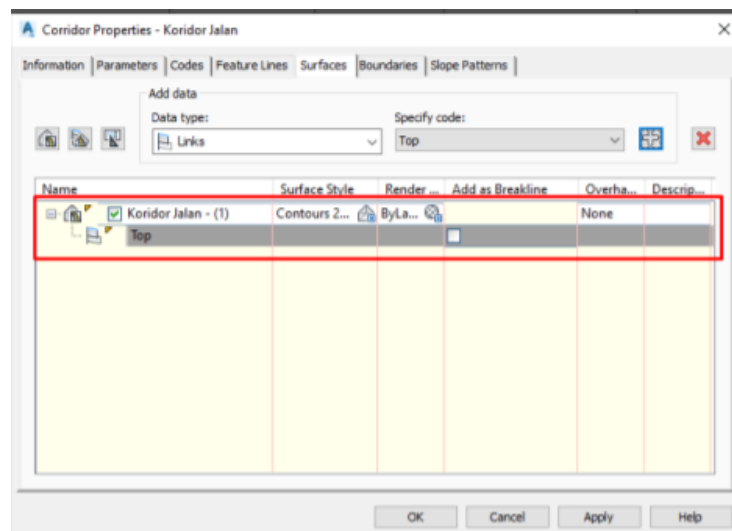 Corridor Properties - Koridor Jalan
Information Parameters Codes Feature Lines Surfaces Boundaries Slope Patterns
Add data
Data type: Specify code:
Links Top
Name Surface Style Render ... Add as Breakline Overha... Descrip...
Koridor Jalan - (1) Contours 2... ByLa... None
Top
OK Cancel Apply Help